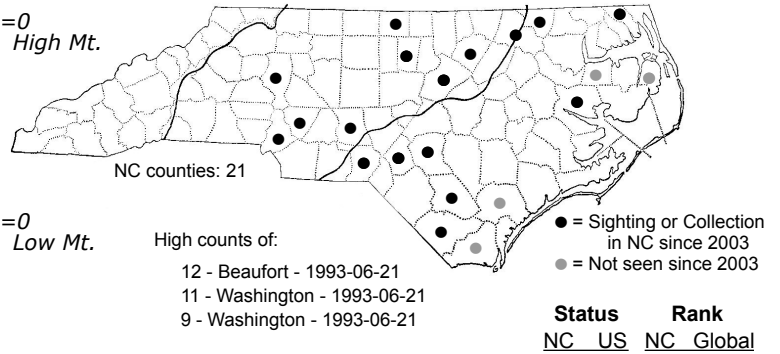 =0
High Mt.
NC counties: 21
=0
Low Mt.
High counts of:
12 - Beaufort - 1993-06-21
11 - Washington - 1993-06-21
9 - Washington - 1993-06-21
= Sighting or Collection
in NC since 2003
= Not seen since 2003
Status Rank
NC US NC Global